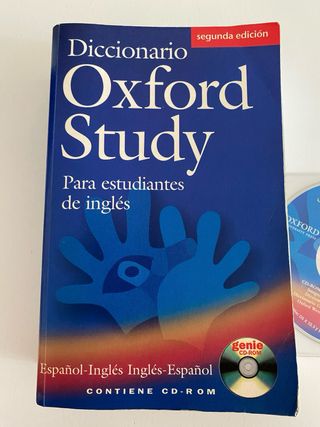 segunda edición
Diccionario
Oxford
Study
Para estudiantes
de inglés
genie
CD-ROM
Español-Inglés Inglés-Español
CONTIENE CD-ROM
OXFORD